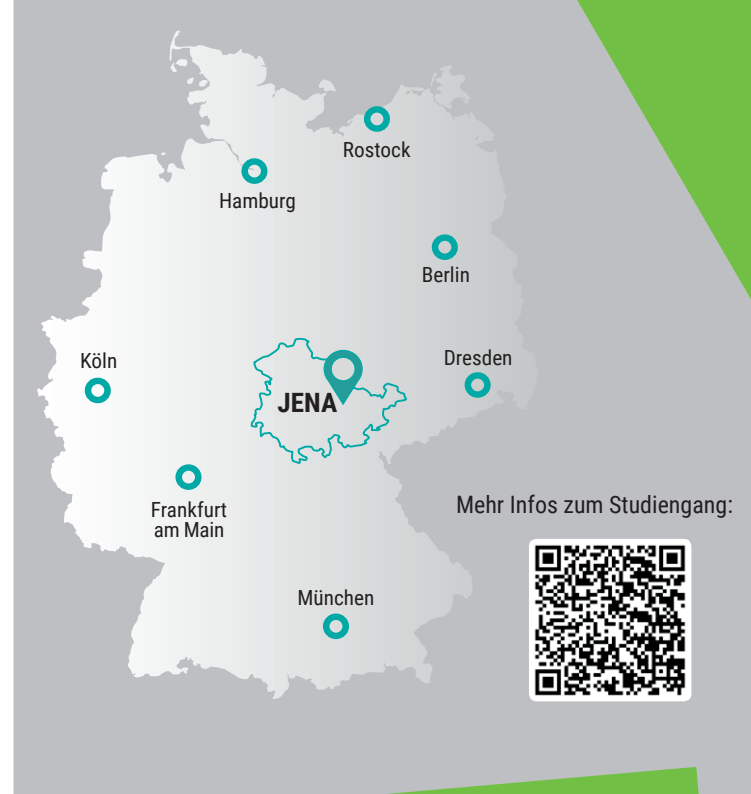 Rostock
Hamburg
Berlin
Köln
Dresden
JENA
Frankfurt
am Main
Mehr Infos zum Studiengang:
München